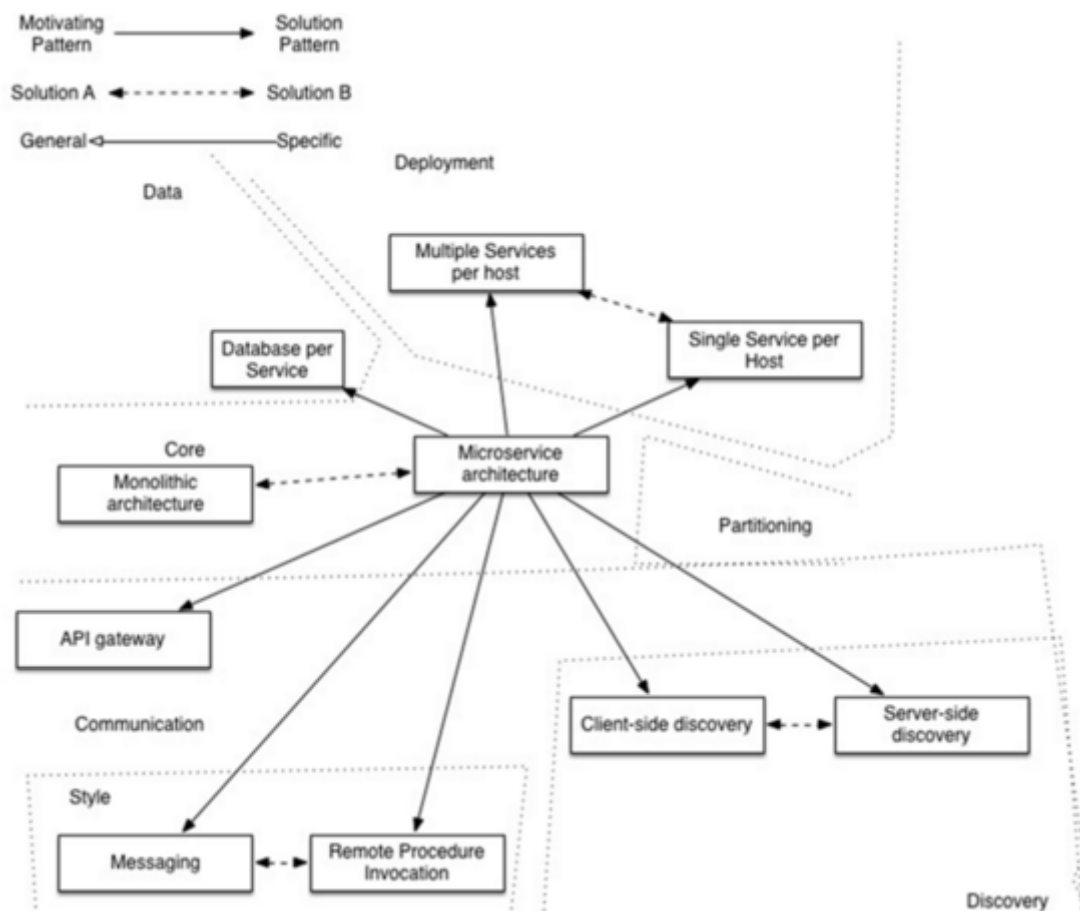 Motivating
Pattern
Solution
Pattern
Solution A
Solution B
General
Specific
Deployment
Data
Multiple Services
per host
Single Service per
Host
Database per
Service
Core
Monolithic
architecture
Microservice
architecture
Partitioning
API gateway
Communication
Client-side discovery
Server-side
discovery
Style
Messaging
Remote Procedure
Invocation
Discovery